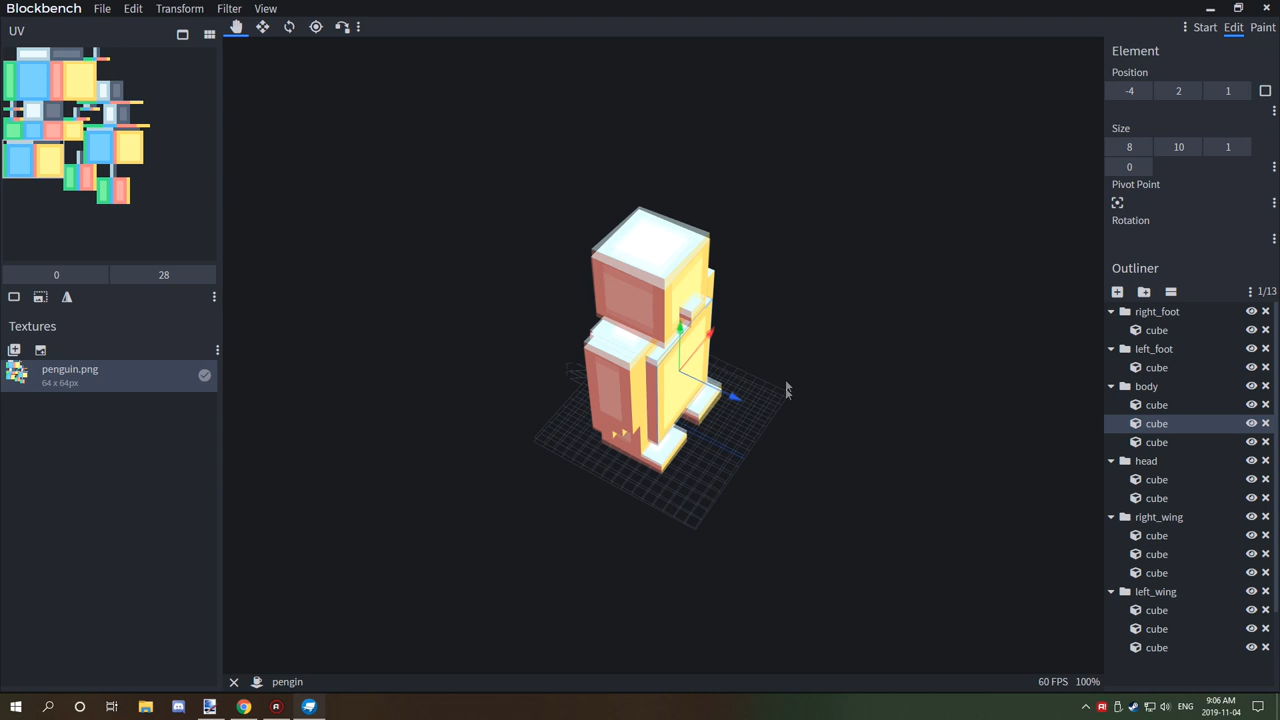 Blockbench File Edit Transform Filter View
UV
Start Edit Paint
Element
Position
-4 2 1
Size
8 10 1
0
Pivot Point
Rotation
0 28
Outliner
1/13
Textures
penguin.png
64 x 64px
right_foot
cube
left_foot
cube
body
cube
cube
cube
head
cube
cube
right_wing
cube
cube
cube
left_wing
cube
cube
cube
pengin
60 FPS 100%
ENG
9:06 AM
2019-11-04